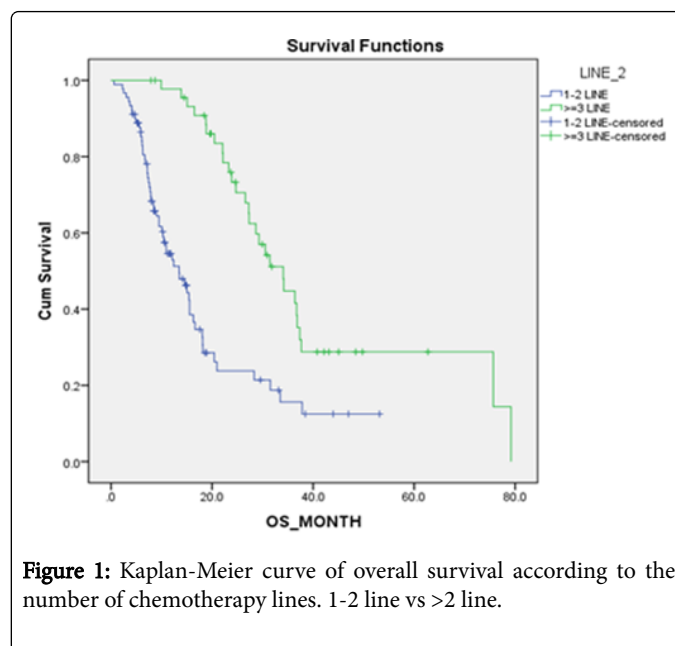 Survival Functions
LINE_2
1-2 LINE
>=3 LINE
1-2 LINE-censored
>=3 LINE-censored
Cum Survival
1.0
0.8
0.6
0.4
0.2
0.0
.0
20.0
40.0
60.0
80.0
OS_MONTH
Figure 1: Kaplan-Meier curve of overall survival according to the
number of chemotherapy lines. 1-2 line vs >2 line.